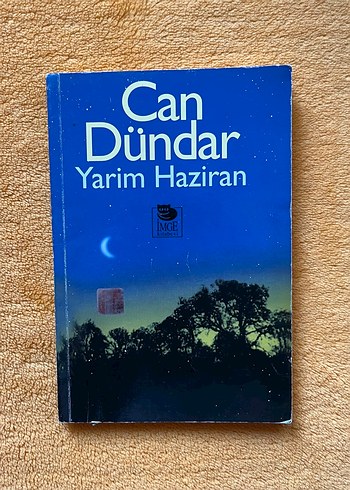 Can
Dündar
Yarim Haziran
İMGE